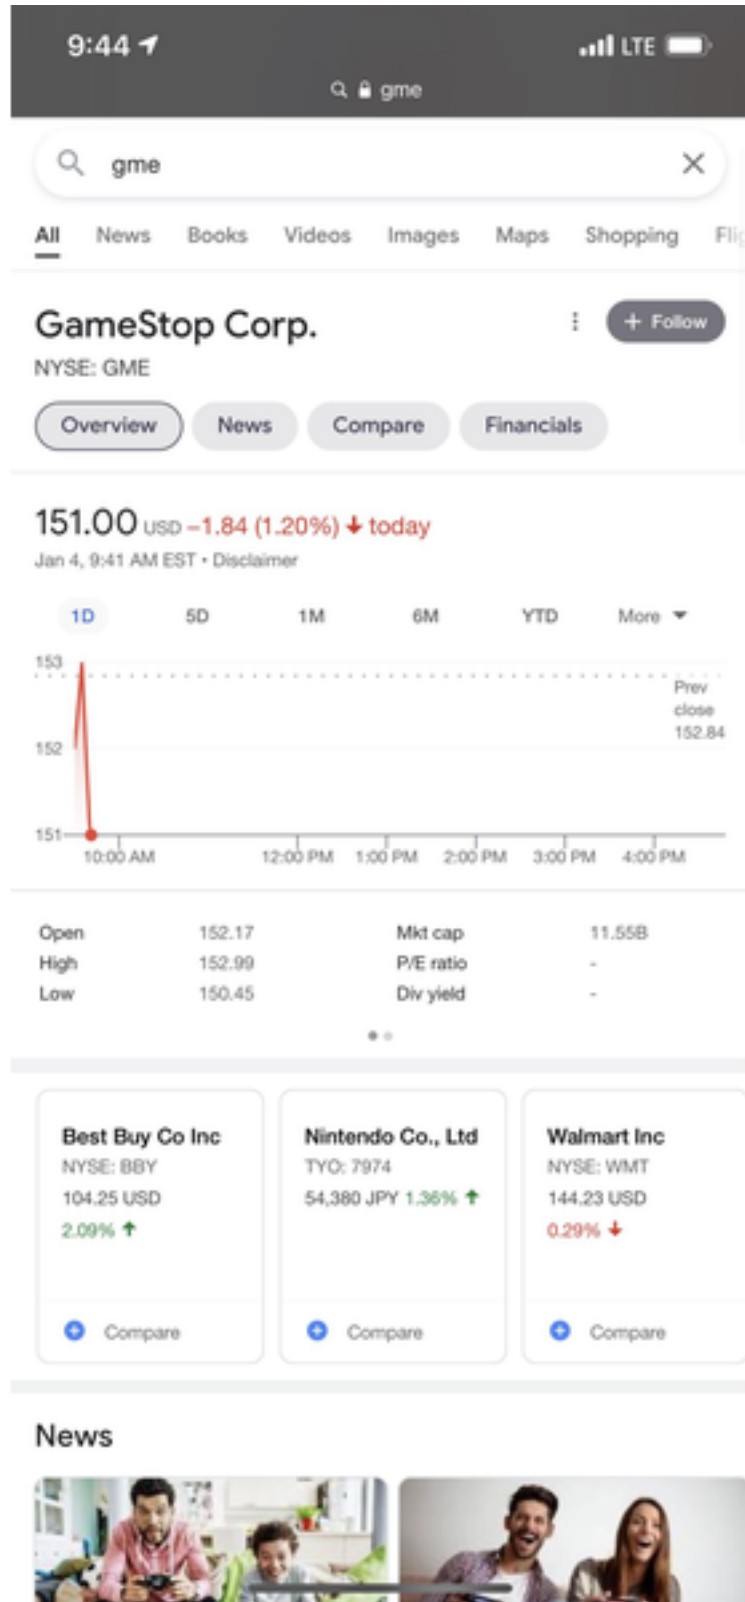 9:44 LTE
gme
gme
All News Books Videos Images Maps Shopping
GameStop Corp.
+ Follow
NYSE: GME
Overview News Compare Financials
151.00 USD −1.84 (1.20%) ↓ today
Jan 4, 9:41 AM EST • Disclaimer
1D 5D 1M 6M YTD More
153
Prev
close
152.84
152
151
10:00 AM 12:00 PM 1:00 PM 2:00 PM 3:00 PM 4:00 PM
Open 152.17 Mkt cap 11.55B
High 152.99 P/E ratio -
Low 150.45 Div yield -
Best Buy Co Inc
NYSE: BBY
104.25 USD
2.09% ↑
Compare
Nintendo Co., Ltd
TYO: 7974
54,380 JPY 1.36% ↑
Compare
Walmart Inc
NYSE: WMT
144.23 USD
0.29% ↓
Compare
News